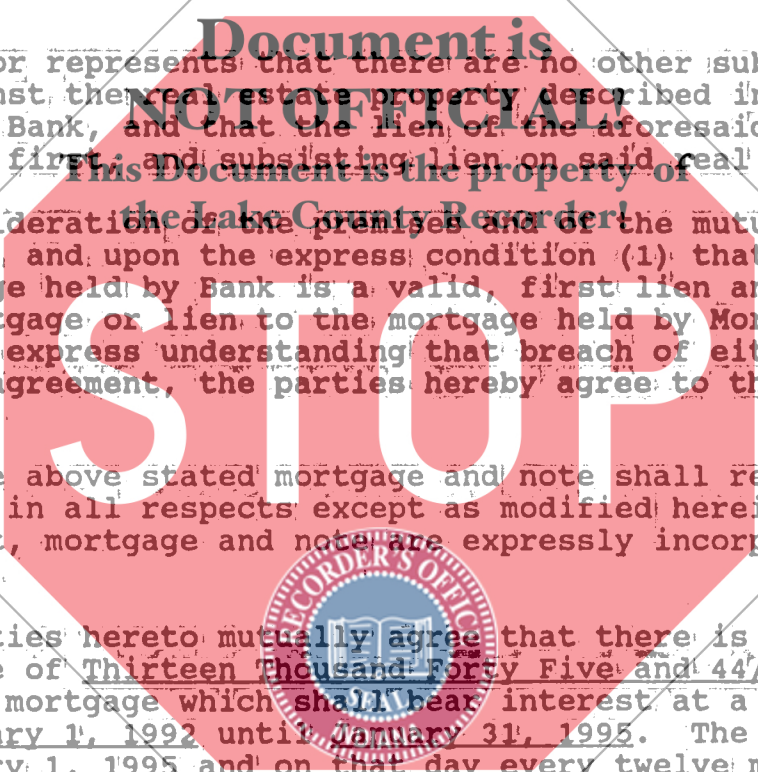 Document is
or represents that there are no other sub
nst the real estate property described in
NOT OFFICIAL!
Bank, and that the lien of the aforesaid
first, and subsisting lien on said real
This Document is the property of
the Lake County Recorder!
deration of the premises and of the mutu
, and upon the express condition (1) that
ge held by Bank is a valid, first lien an
tgage or lien to the mortgage held by Mor
express understanding that breach of eit
agreement, the parties hereby agree to th
STOP
e above stated mortgage and note shall re
in all respects except as modified herei
, mortgage and note are expressly incorp
RECORDER'S OFFIC
ties hereto mutually agree that there is
e of Thirteen Thousand Forty Five and 44/
mortgage which shall bear interest at a
SEAL
INDIANA
ary 1, 1992 until January 31, 1995. The
ry 1, 1995 and on that day every twelve m